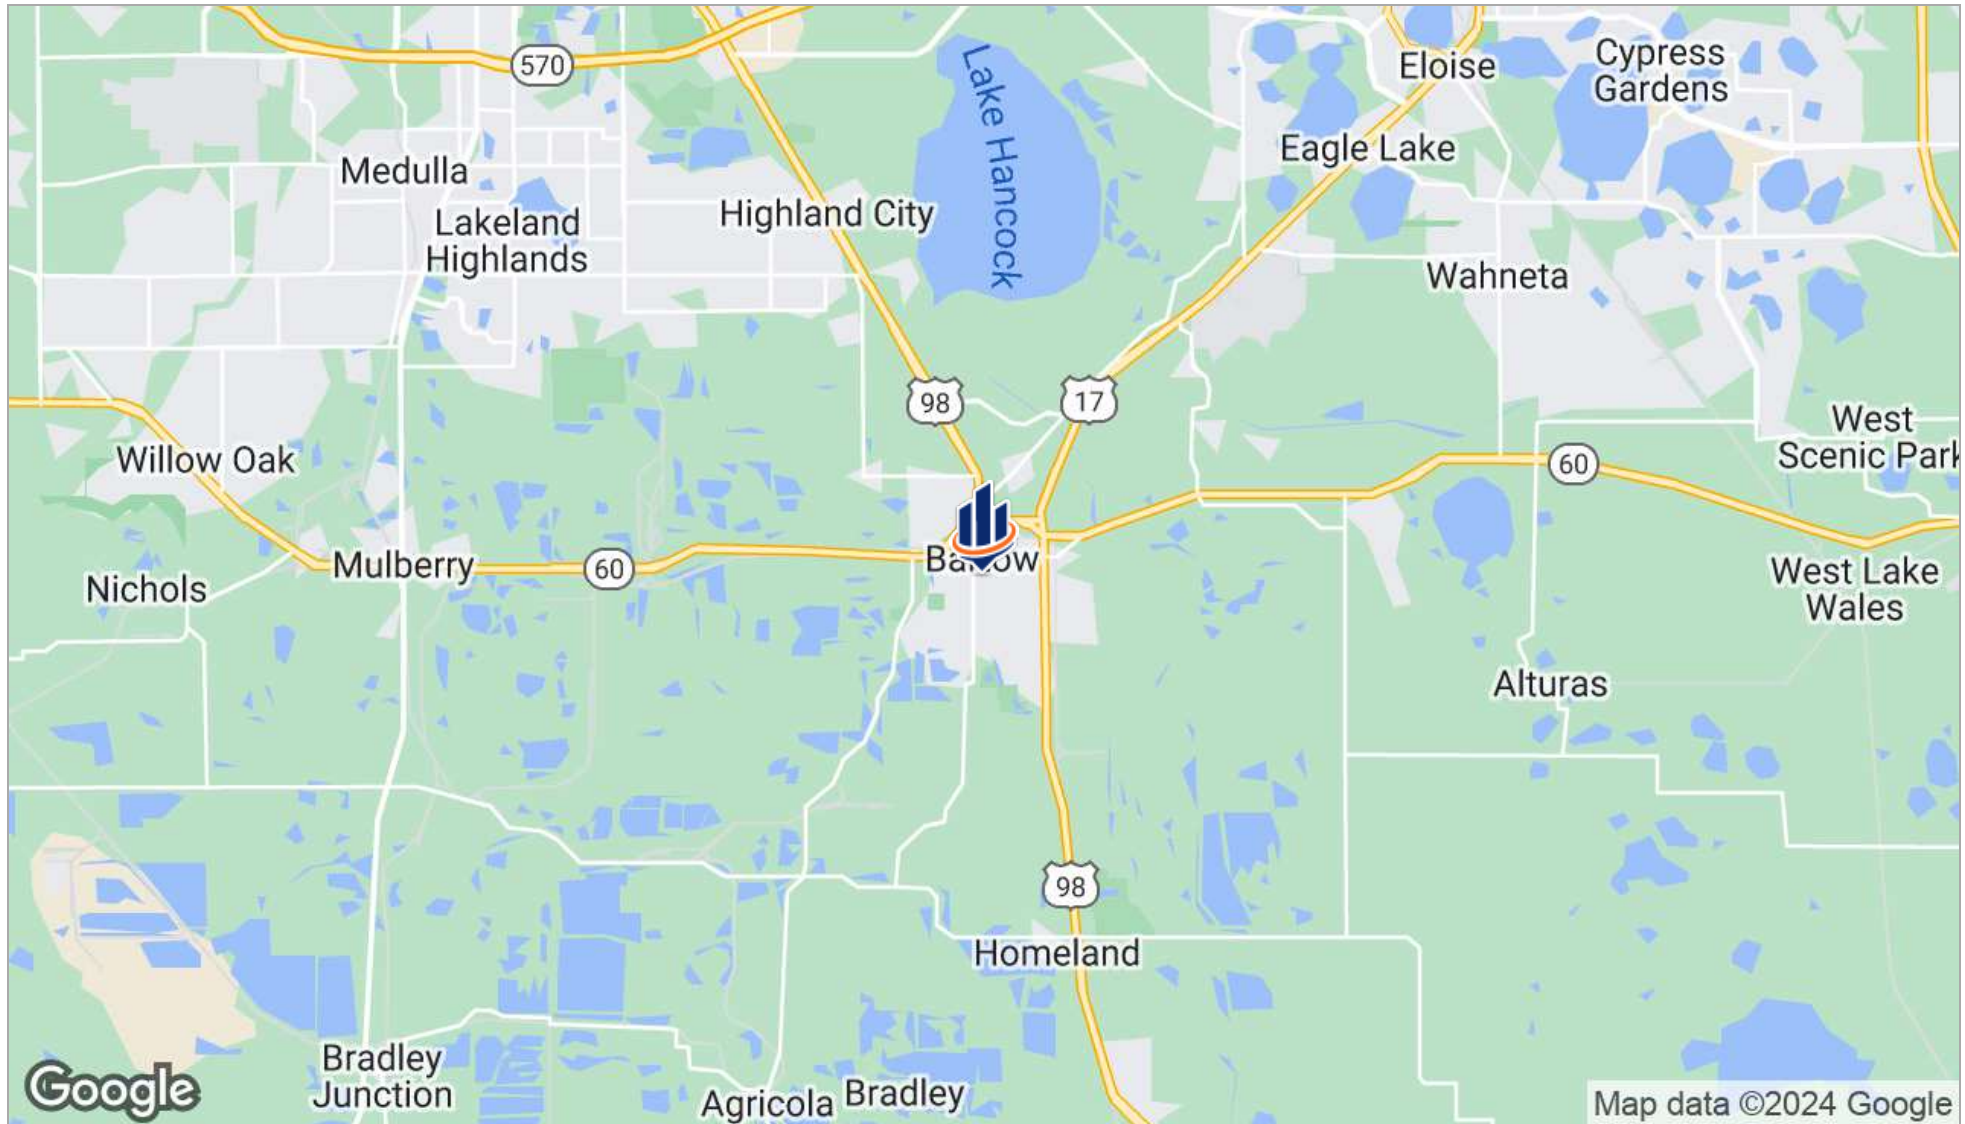 570
Eloise
Cypress
Gardens
Lake Hancock
Eagle Lake
Medulla
Lakeland
Highlands
Highland City
Wahneta
98
17
West
Scenic Park
Willow Oak
60
Bartow
Mulberry
60
Nichols
West Lake
Wales
Alturas
98
Homeland
Bradley
Junction
Agricola
Bradley
Google
Map data ©2024 Google